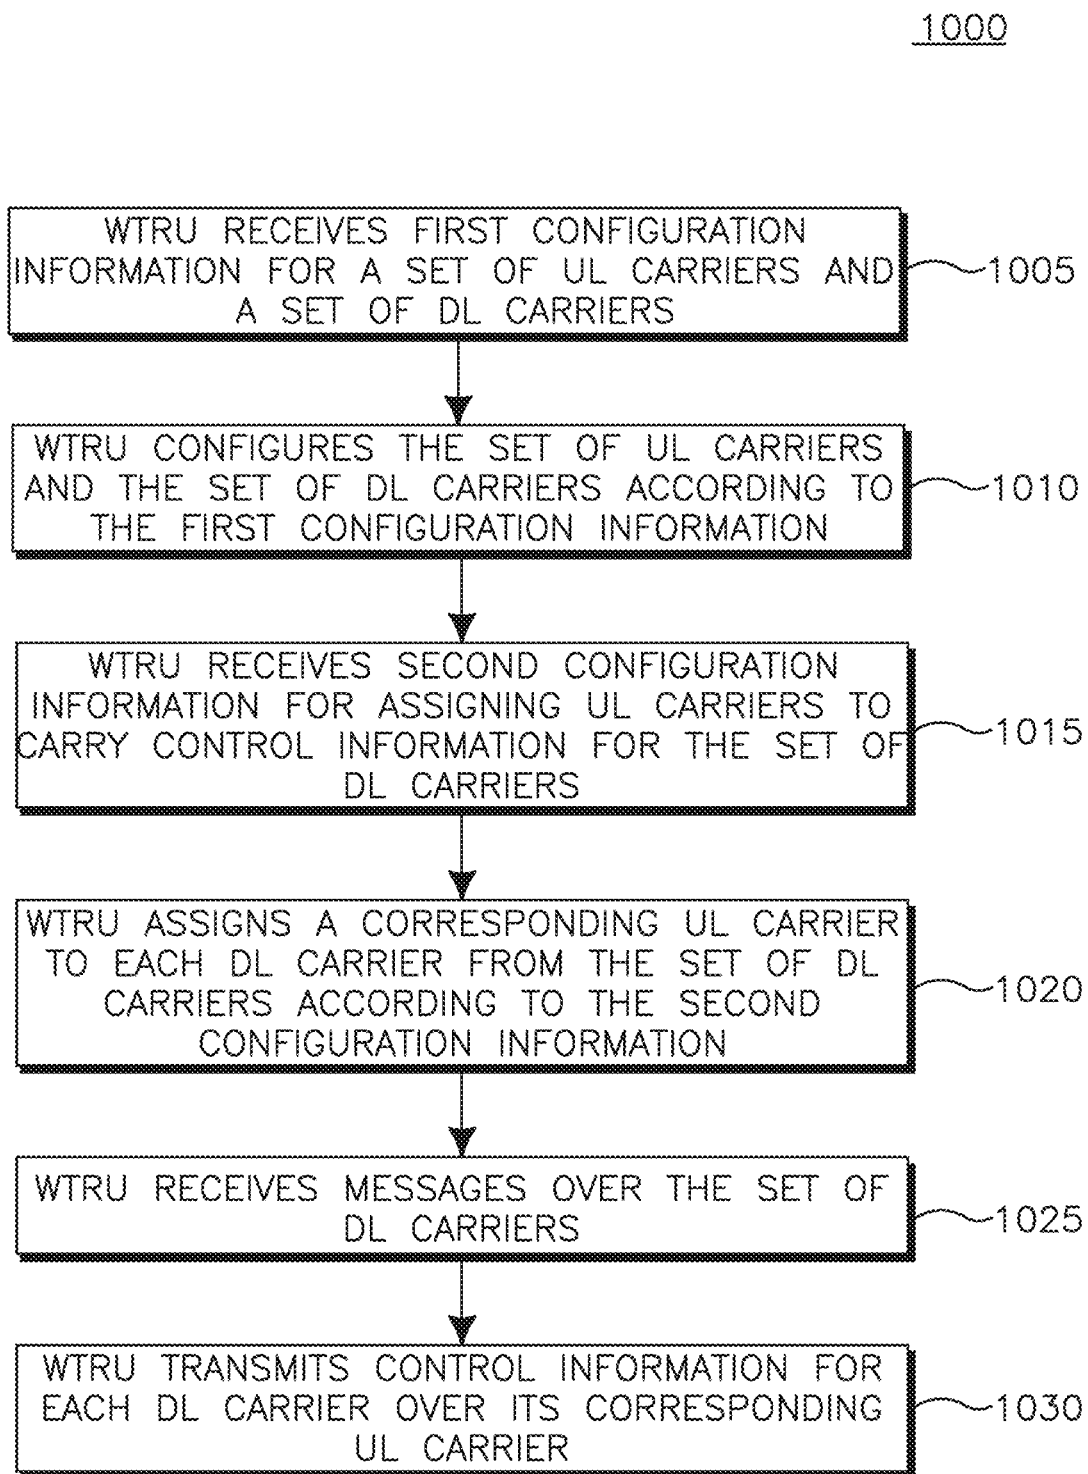 1000
WTRU RECEIVES FIRST CONFIGURATION
INFORMATION FOR A SET OF UL CARRIERS AND
A SET OF DL CARRIERS
1005
WTRU CONFIGURES THE SET OF UL CARRIERS
AND THE SET OF DL CARRIERS ACCORDING TO
THE FIRST CONFIGURATION INFORMATION
1010
WTRU RECEIVES SECOND CONFIGURATION
INFORMATION FOR ASSIGNING UL CARRIERS TO
CARRY CONTROL INFORMATION FOR THE SET OF
DL CARRIERS
1015
WTRU ASSIGNS A CORRESPONDING UL CARRIER
TO EACH DL CARRIER FROM THE SET OF DL
CARRIERS ACCORDING TO THE SECOND
CONFIGURATION INFORMATION
1020
WTRU RECEIVES MESSAGES OVER THE SET OF
DL CARRIERS
1025
WTRU TRANSMITS CONTROL INFORMATION FOR
EACH DL CARRIER OVER ITS CORRESPONDING
UL CARRIER
1030